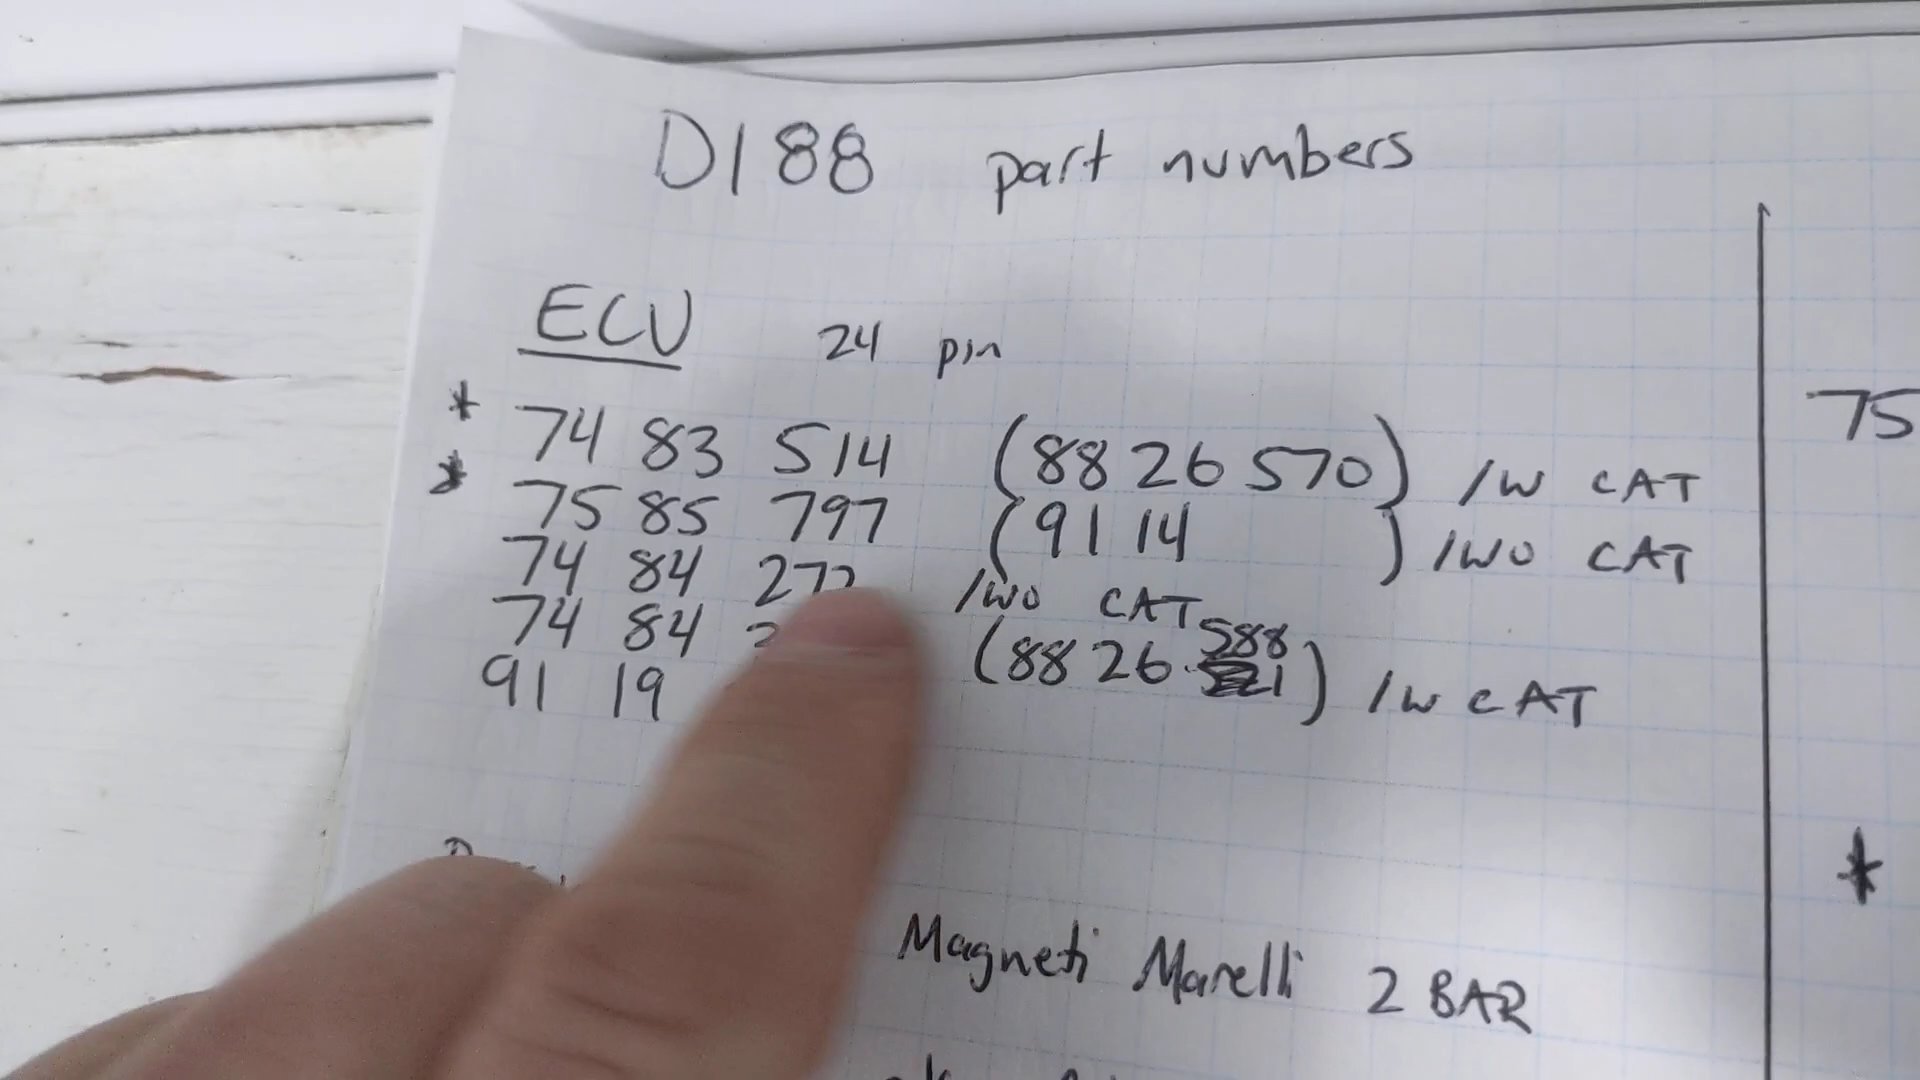 DI88 part numbers
ECU 24 pin
* 74 83 514 (88 26 570) /W CAT
* 75 85 797 (91 14 ) /WO CAT
74 84 /WO CAT
74 84 (88 26 588) /W CAT
91 19
Magneti Marelli 2 BAR
75
*